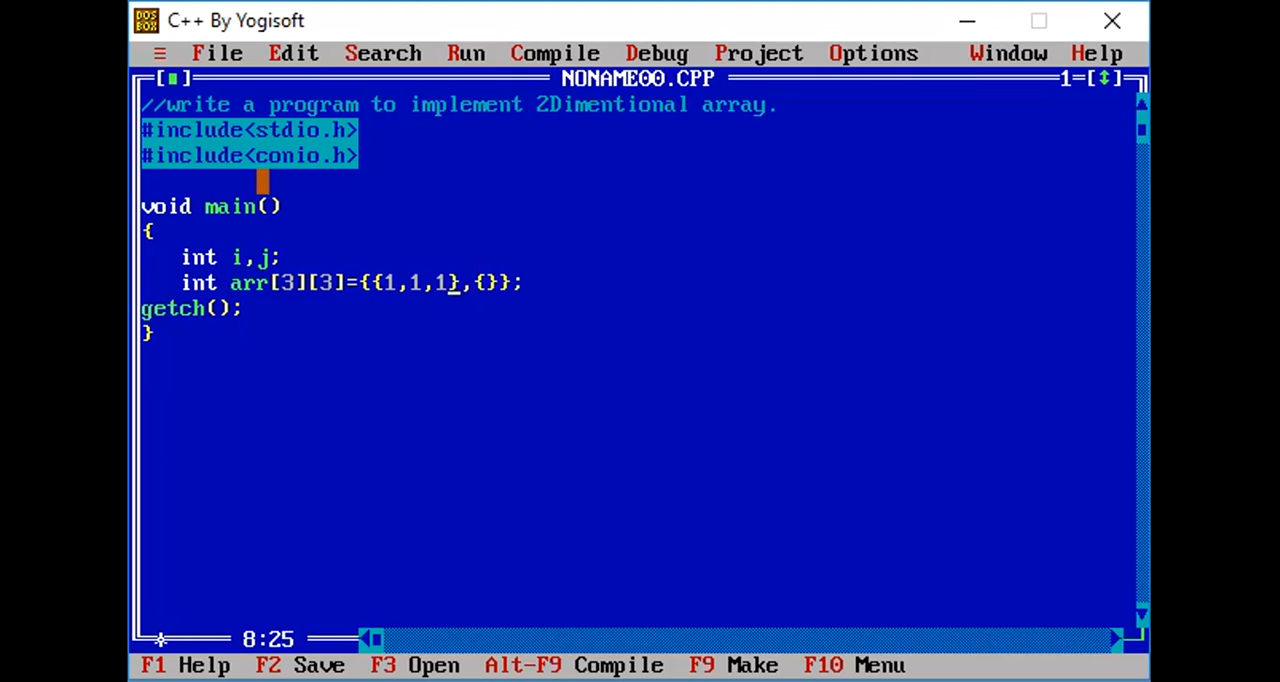 DOS BOX C++ By Yogisoft
≡ File Edit Search Run Compile Debug Project Options Window Help
[■] NONAME00.CPP 1=[↕]
//write a program to implement 2Dimentional array.
#include<stdio.h>
#include<conio.h>
void main()
{
int i,j;
int arr[3][3]={{1,1,1},{}};
getch();
}
8:25
F1 Help F2 Save F3 Open Alt-F9 Compile F9 Make F10 Menu